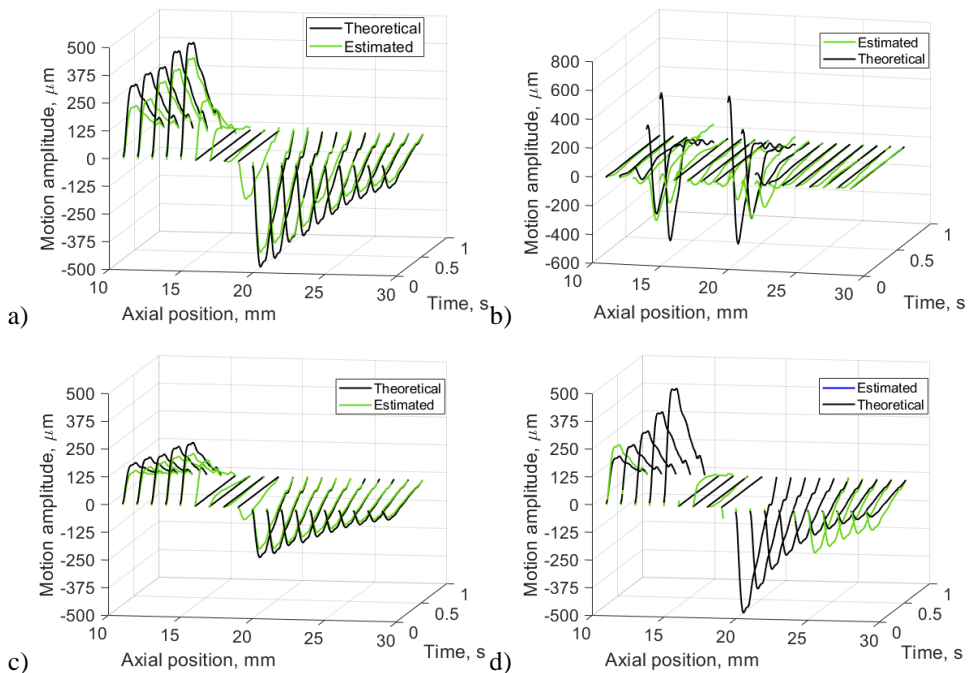 500
375
250
125
0
-125
-250
-375
-500
Motion amplitude, μm
10
15
20
25
30
Axial position, mm
0
0.5
1
Time, s
Theoretical
Estimated
a)
800
600
400
200
0
-200
-400
-600
Motion amplitude, μm
10
15
20
25
30
Axial position, mm
0
0.5
1
Time, s
Estimated
Theoretical
b)
500
375
250
125
0
-125
-250
-375
-500
Motion amplitude, μm
10
15
20
25
30
Axial position, mm
0
0.5
1
Time, s
Theoretical
Estimated
c)
500
375
250
125
0
-125
-250
-375
-500
Motion amplitude, μm
10
15
20
25
30
Axial position, mm
0
0.5
1
Time, s
Estimated
Theoretical
d)